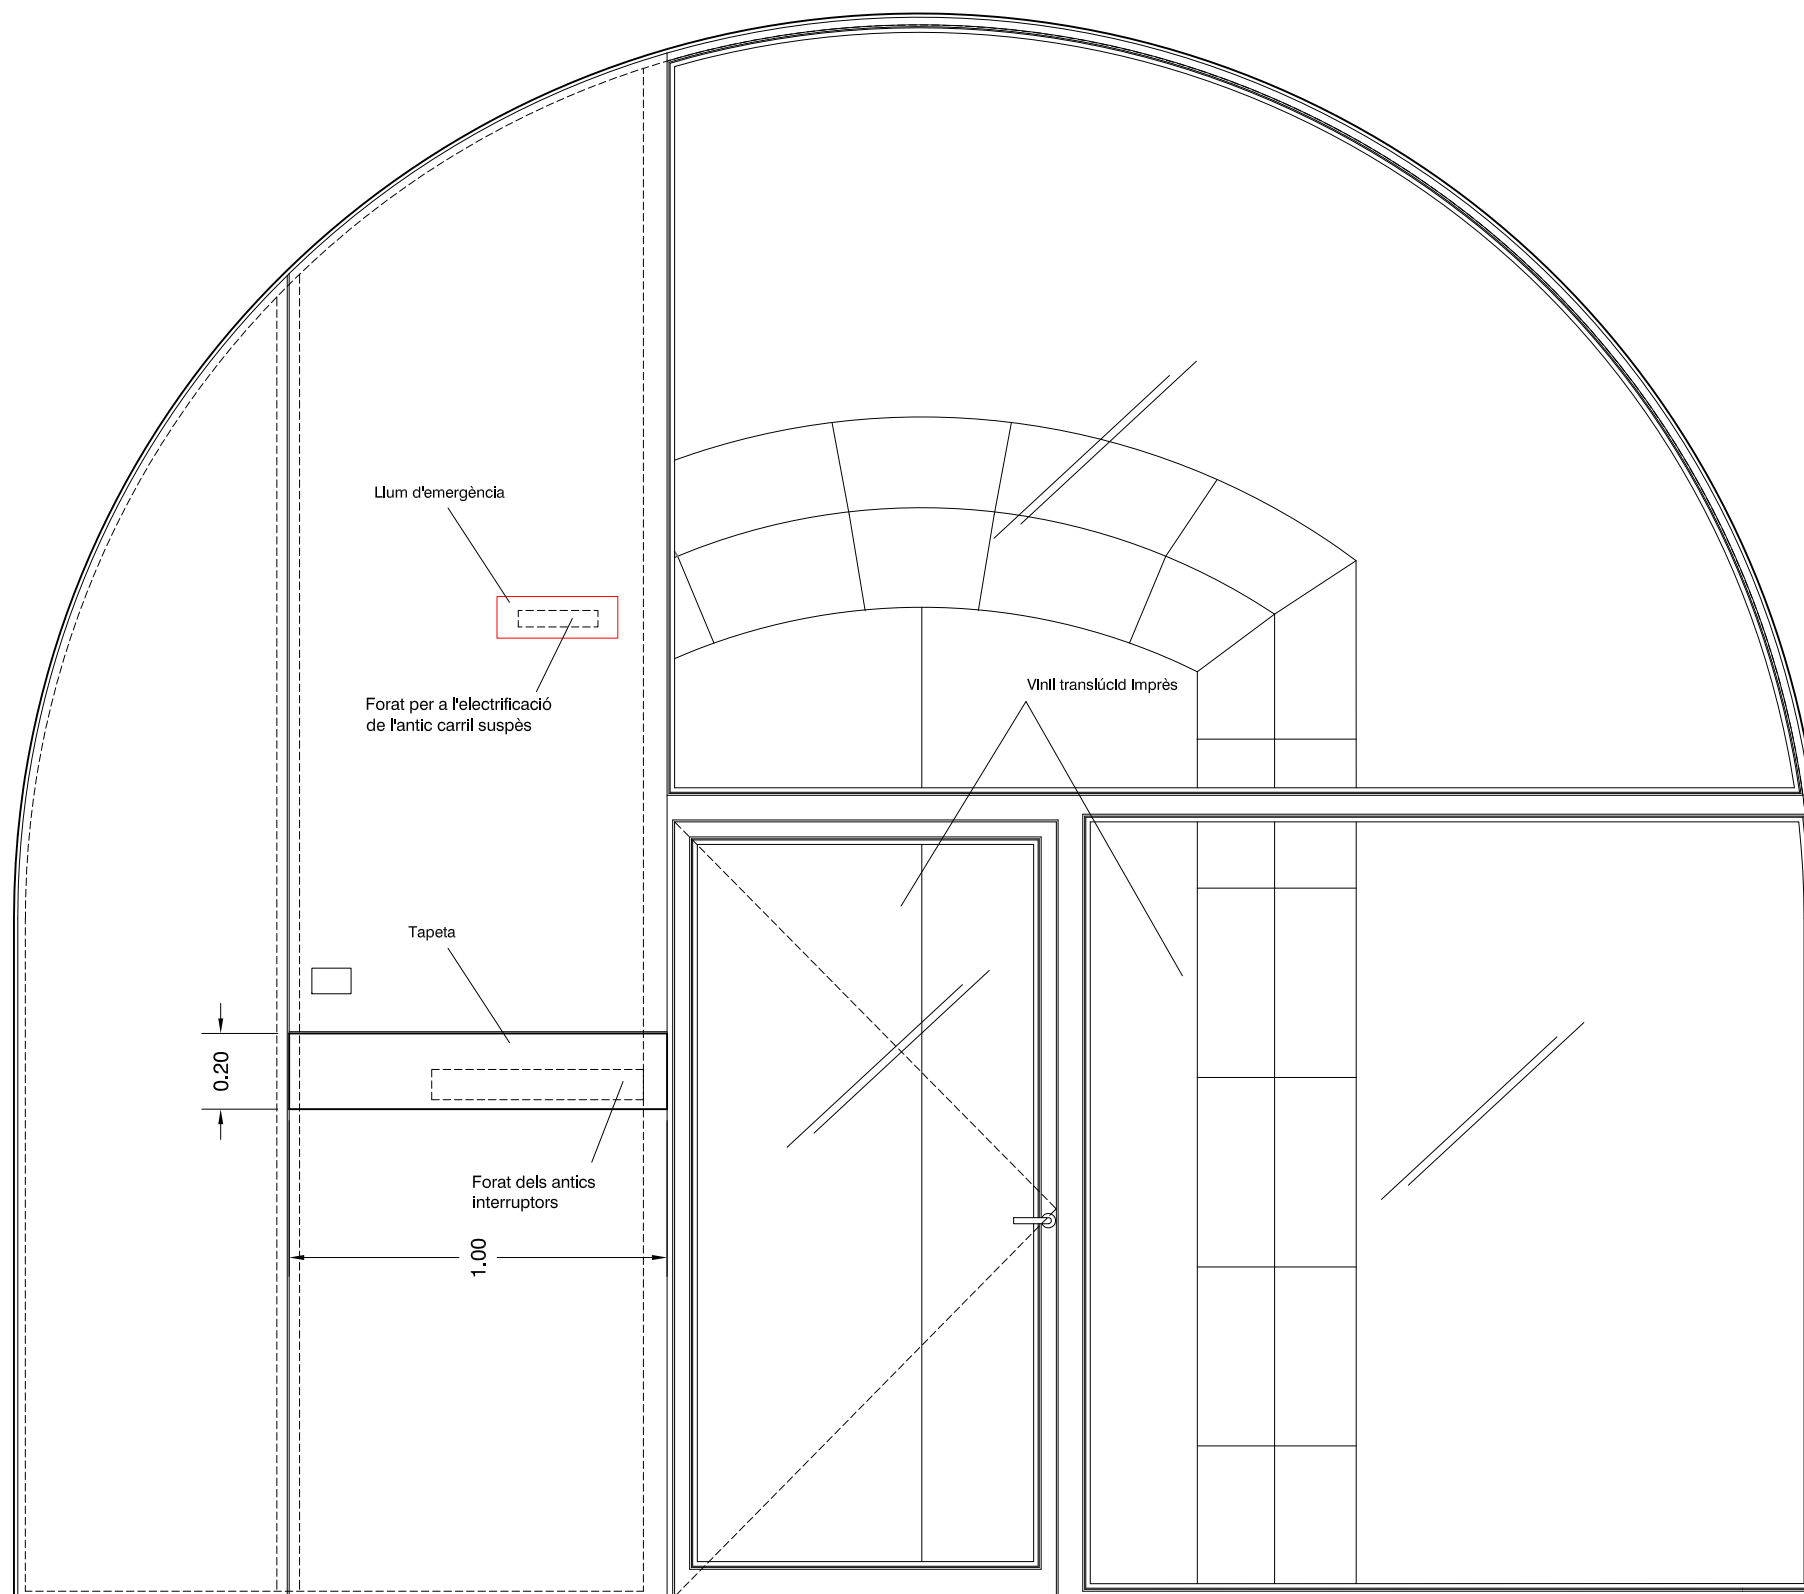 Llum d'emergència
Forat per a l'electrificació
de l'antic carril suspès
Vinil translúcid imprès
Tapeta
0.20
Forat dels antics
interruptors
1.00